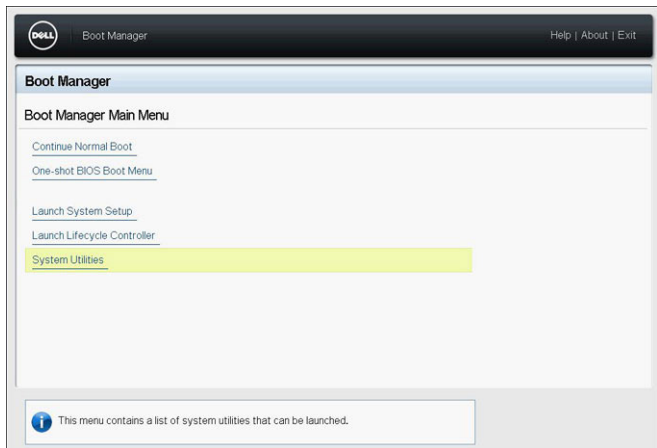 DELL
Boot Manager
Help | About | Exit
Boot Manager
Boot Manager Main Menu
Continue Normal Boot
One-shot BIOS Boot Menu
Launch System Setup
Launch Lifecycle Controller
System Utilities
This menu contains a list of system utilities that can be launched.